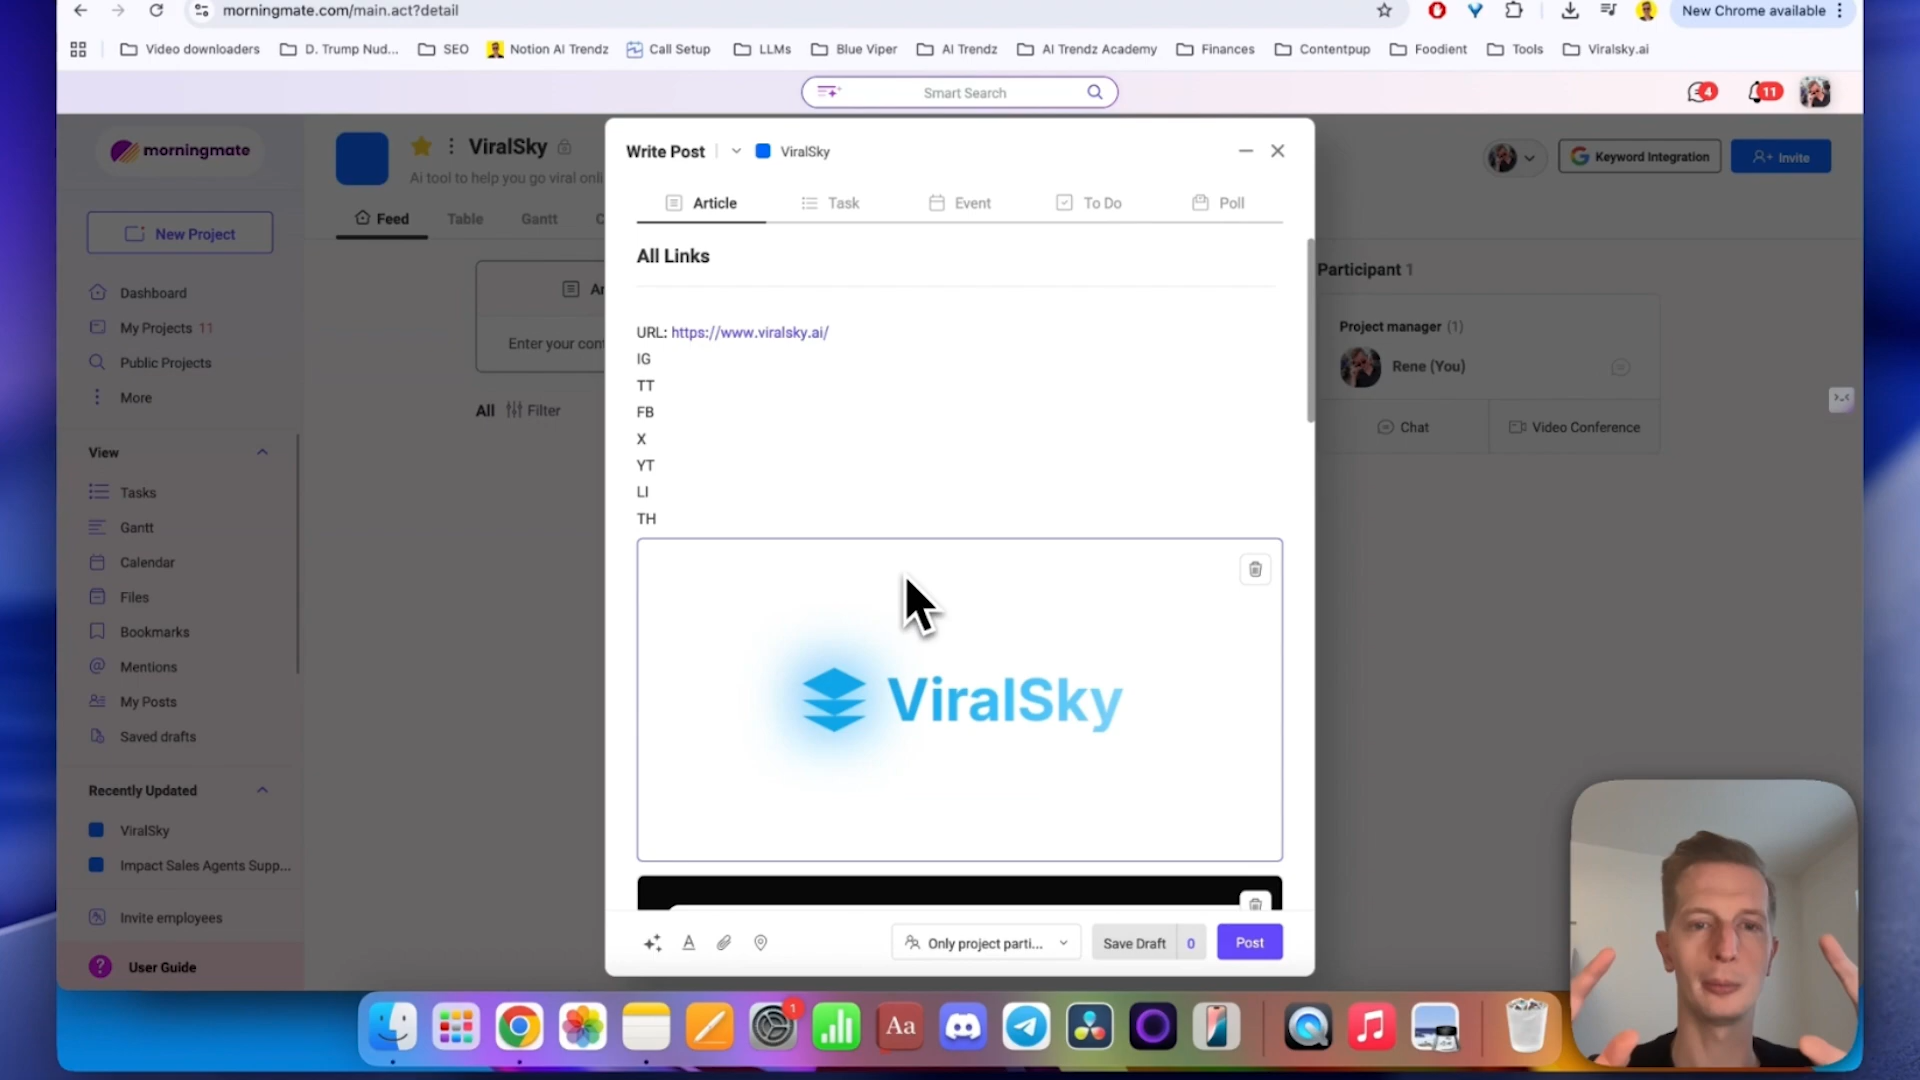 morningmate.com/main.act?detail
New Chrome available
Video downloaders
D. Trump Nud...
SEO
Notion AI Trendz
Call Setup
LLMs
Blue Viper
AI Trendz
AI Trendz Academy
Finances
Contentpup
Foodient
Tools
Viralsky.ai
Smart Search
4
11
morningmate
ViralSky
Ai tool to help you go viral onli
Keyword Integration
Invite
Feed
Table
Gantt
C
New Project
Dashboard
My Projects 11
Public Projects
More
View
Tasks
Gantt
Calendar
Files
Bookmarks
Mentions
My Posts
Saved drafts
Recently Updated
ViralSky
Impact Sales Agents Supp...
Invite employees
User Guide
Ar
Enter your con
All
Filter
Write Post
ViralSky
Article
Task
Event
To Do
Poll
All Links
URL: https://www.viralsky.ai/
IG
TT
FB
X
YT
LI
TH
ViralSky
Only project parti...
Save Draft
0
Post
Participant 1
Project manager (1)
Rene (You)
Chat
Video Conference
1
Aa